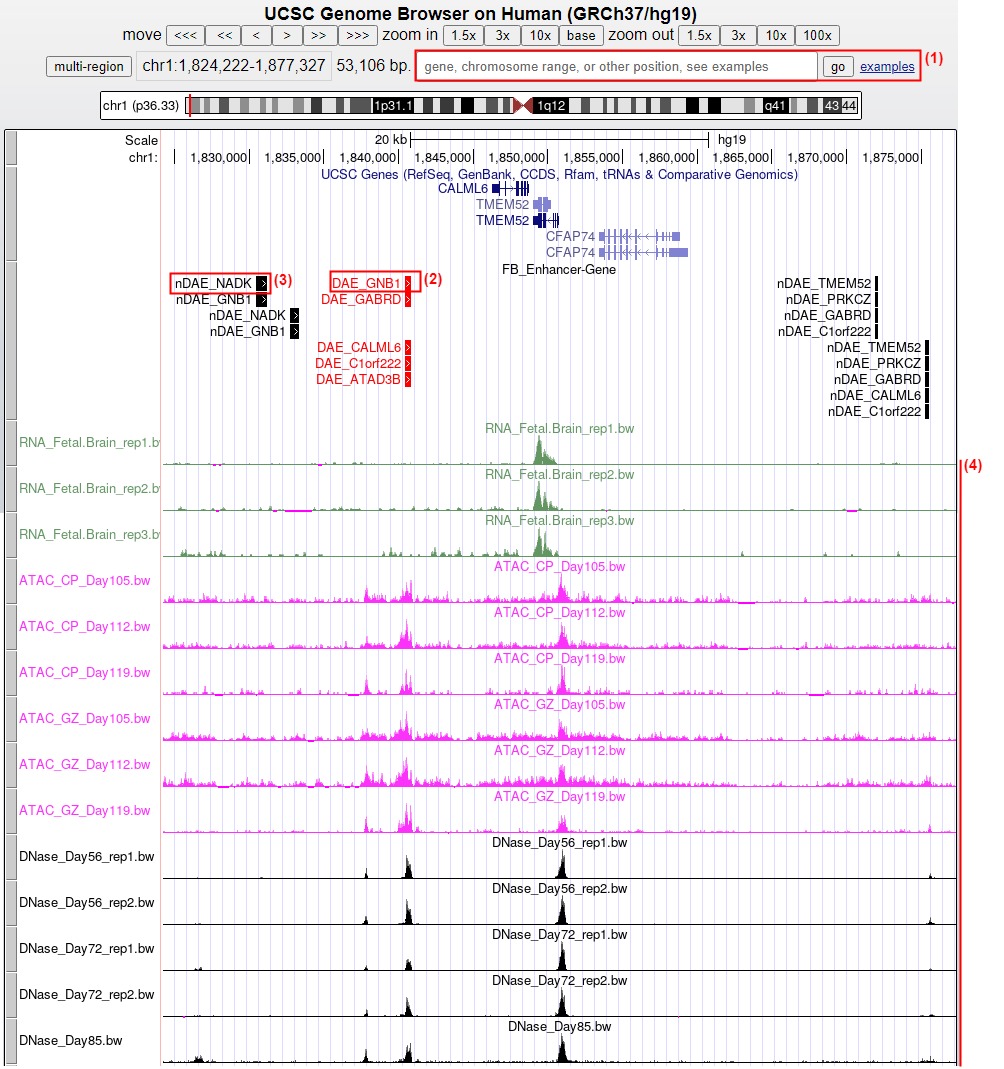 UCSC Genome Browser on Human (GRCh37/hg19)
move <<< << < > >> >>> zoom in 1.5x 3x 10x base zoom out 1.5x 3x 10x 100x
multi-region chr1:1,824,222-1,877,327 53,106 bp. gene, chromosome range, or other position, see examples go examples (1)
chr1 (p36.33) 1p31.1 1q12 q41 43 44
Scale 20 kb hg19
chr1: 1,830,000 1,835,000 1,840,000 1,845,000 1,850,000 1,855,000 1,860,000 1,865,000 1,870,000 1,875,000
UCSC Genes (RefSeq, GenBank, CCDS, Rfam, tRNAs & Comparative Genomics)
CALML6
TMEM52
TMEM52
CFAP74
CFAP74
FB_Enhancer-Gene
nDAE_NADK (3) DAE_GNB1 (2) nDAE_TMEM52
nDAE_GNB1 DAE_GABRD nDAE_PRKCZ
nDAE_NADK nDAE_GABRD
nDAE_GNB1 nDAE_C1orf222
DAE_CALML6 nDAE_TMEM52
DAE_C1orf222 nDAE_PRKCZ
DAE_ATAD3B nDAE_GABRD
nDAE_CALML6
nDAE_C1orf222
RNA_Fetal.Brain_rep1.bw
RNA_Fetal.Brain_rep1.bw
(4)
RNA_Fetal.Brain_rep2.bw
RNA_Fetal.Brain_rep2.bw
RNA_Fetal.Brain_rep3.bw
RNA_Fetal.Brain_rep3.bw
ATAC_CP_Day105.bw
ATAC_CP_Day105.bw
ATAC_CP_Day112.bw
ATAC_CP_Day112.bw
ATAC_CP_Day119.bw
ATAC_CP_Day119.bw
ATAC_GZ_Day105.bw
ATAC_GZ_Day105.bw
ATAC_GZ_Day112.bw
ATAC_GZ_Day112.bw
ATAC_GZ_Day119.bw
ATAC_GZ_Day119.bw
DNase_Day56_rep1.bw
DNase_Day56_rep1.bw
DNase_Day56_rep2.bw
DNase_Day56_rep2.bw
DNase_Day72_rep1.bw
DNase_Day72_rep1.bw
DNase_Day72_rep2.bw
DNase_Day72_rep2.bw
DNase_Day85.bw
DNase_Day85.bw